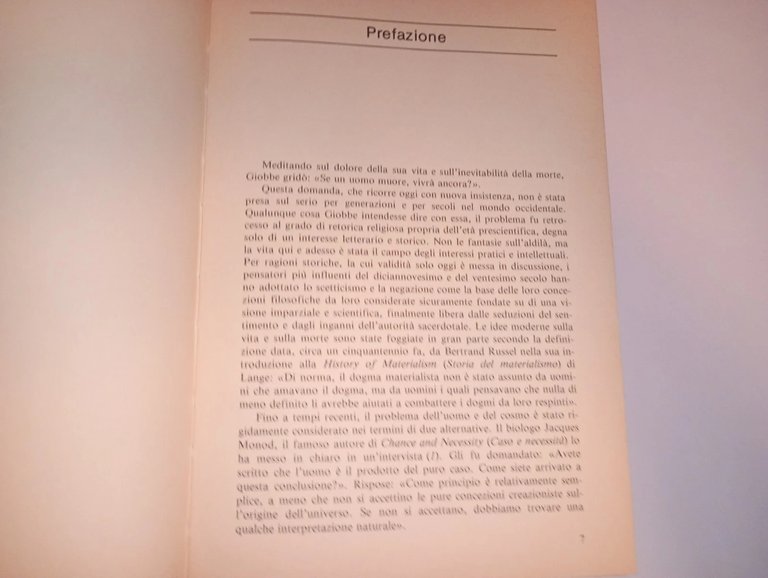 Prefazione
Meditando sul dolore della sua vita e sull'inevitabilità della morte,
Giobbe gridò: «Se un uomo muore, vivrà ancora?».
Questa domanda, che ricorre oggi con nuova insistenza, non è stata
presa sul serio per generazioni e per secoli nel mondo occidentale.
Qualunque cosa Giobbe intendesse dire con essa, il problema fu retro-
cesso al grado di retorica religiosa propria dell'età prescientifica, degna
solo di un interesse letterario e storico. Non le fantasie sull'aldilà, ma
la vita qui e adesso è stata il campo degli interessi pratici e intellettuali.
Per ragioni storiche, la cui validità solo oggi è messa in discussione, i
pensatori più influenti del diciannovesimo e del ventesimo secolo han-
no adottato lo scetticismo e la negazione come la base delle loro conce-
zioni filosofiche da loro considerate sicuramente fondate su di una vi-
sione imparziale e scientifica, finalmente libera dalle seduzioni del sen-
timento e dagli inganni dell'autorità sacerdotale. Le idee moderne sulla
vita e sulla morte sono state foggiate in gran parte secondo la defini-
zione data, circa un cinquantennio fa, da Bertrand Russel nella sua in-
troduzione alla History of Materialism (Storia del materialismo) di
Lange: «Di norma, il dogma materialista non è stato assunto da uomi-
ni che amavano il dogma, ma da uomini i quali pensavano che nulla di
meno definito li avrebbe aiutati a combattere i dogmi da loro respinti».
Fino a tempi recenti, il problema dell'uomo e del cosmo è stato ri-
gidamente considerato nei termini di due alternative. Il biologo Jacques
Monod, il famoso autore di Chance and Necessity (Caso e necessità) lo
ha messo in chiaro in un'intervista (1). Gli fu domandato: «Avete
scritto che l'uomo è il prodotto del puro caso. Come siete arrivato a
questa conclusione?». Rispose: «Come principio è relativamente sem-
plice, a meno che non si accettino le pure concezioni creazioniste sul-
l'origine dell'universo. Se non si accettano, dobbiamo trovare una
qualche interpretazione naturale».
7